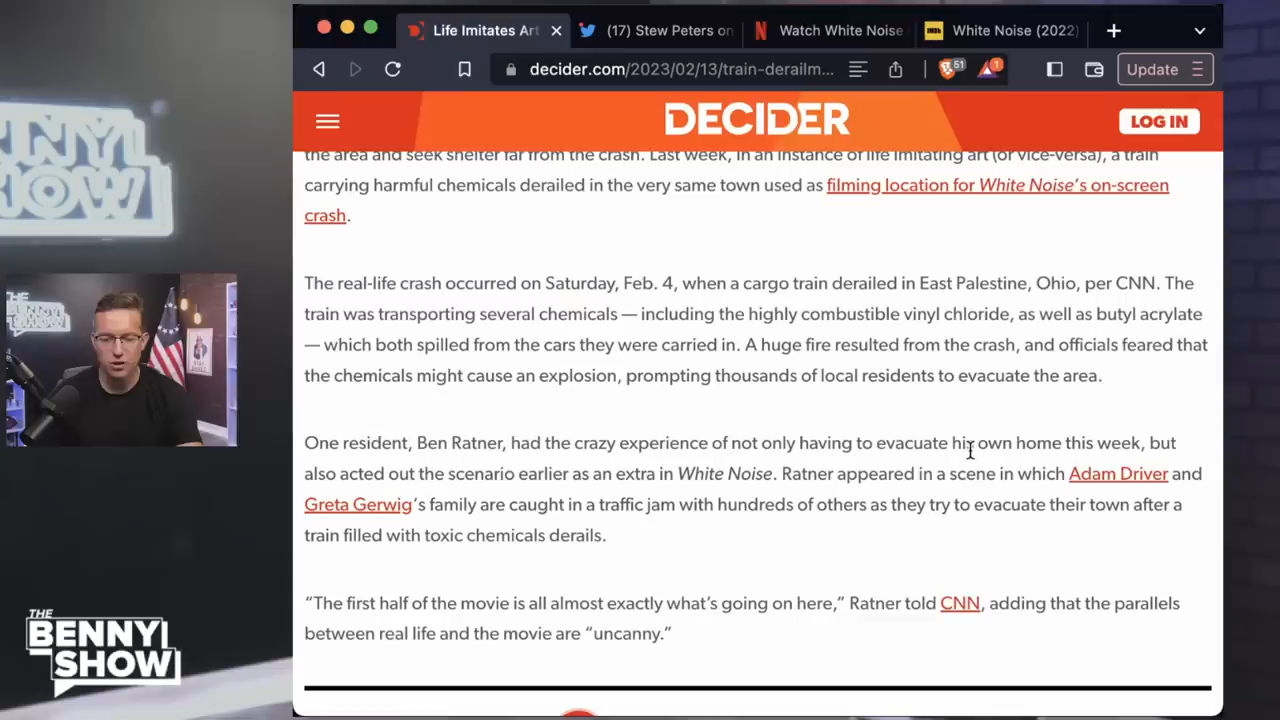 Life Imitates Art
(17) Stew Peters on
Watch White Noise
IMDb
White Noise (2022)
decider.com/2023/02/13/train-derailm...
51
1
Update
DECIDER
LOG IN
the area and seek shelter far from the crash. Last week, in an instance of life imitating art (or vice-versa), a train
carrying harmful chemicals derailed in the very same town used as filming location for White Noise's on-screen
crash.
The real-life crash occurred on Saturday, Feb. 4, when a cargo train derailed in East Palestine, Ohio, per CNN. The
train was transporting several chemicals — including the highly combustible vinyl chloride, as well as butyl acrylate
— which both spilled from the cars they were carried in. A huge fire resulted from the crash, and officials feared that
the chemicals might cause an explosion, prompting thousands of local residents to evacuate the area.
One resident, Ben Ratner, had the crazy experience of not only having to evacuate his own home this week, but
also acted out the scenario earlier as an extra in White Noise. Ratner appeared in a scene in which Adam Driver and
Greta Gerwig's family are caught in a traffic jam with hundreds of others as they try to evacuate their town after a
train filled with toxic chemicals derails.
“The first half of the movie is all almost exactly what's going on here,” Ratner told CNN, adding that the parallels
between real life and the movie are “uncanny.”
THE
BENNY
SHOW